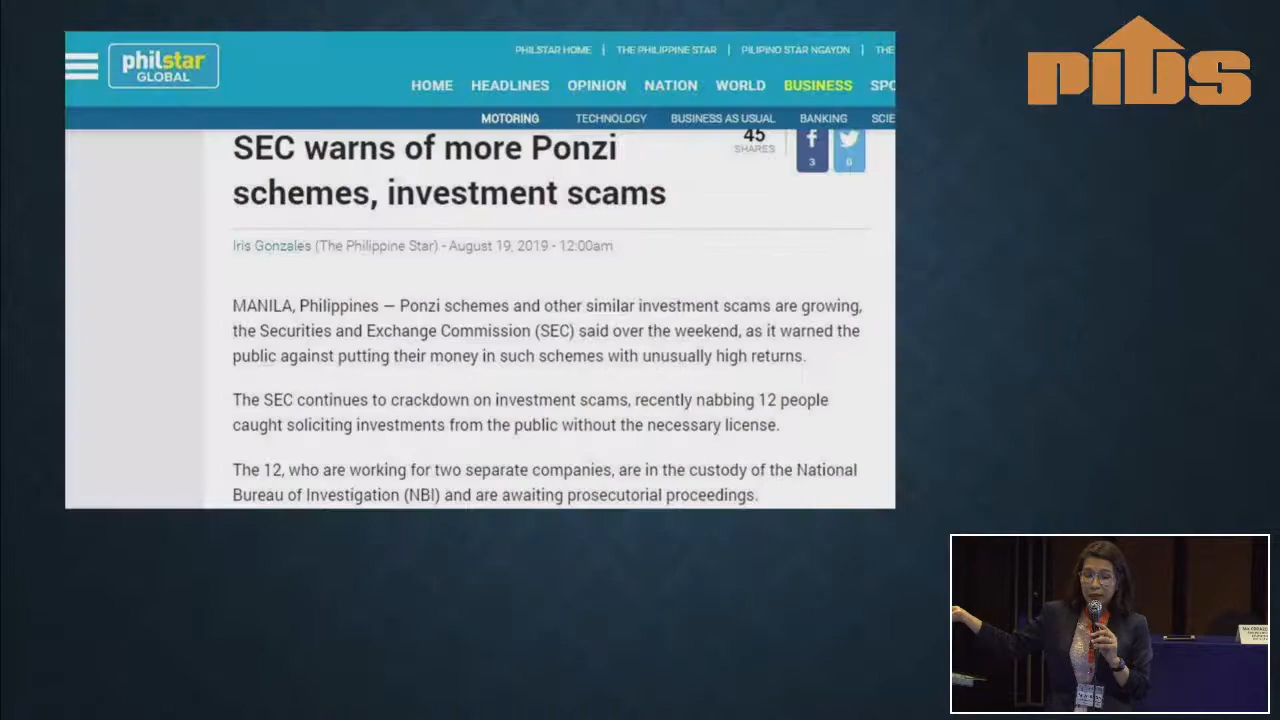 philstar
GLOBAL
PHILSTAR HOME | THE PHILIPPINE STAR | PILIPINO STAR NGAYON | THE
HOME HEADLINES OPINION NATION WORLD BUSINESS SPO
MOTORING TECHNOLOGY BUSINESS AS USUAL BANKING SCIE
SEC warns of more Ponzi
schemes, investment scams
45
SHARES
3
0
Iris Gonzales (The Philippine Star) - August 19, 2019 - 12:00am
MANILA, Philippines — Ponzi schemes and other similar investment scams are growing,
the Securities and Exchange Commission (SEC) said over the weekend, as it warned the
public against putting their money in such schemes with unusually high returns.
The SEC continues to crackdown on investment scams, recently nabbing 12 people
caught soliciting investments from the public without the necessary license.
The 12, who are working for two separate companies, are in the custody of the National
Bureau of Investigation (NBI) and are awaiting prosecutorial proceedings.
PIDS